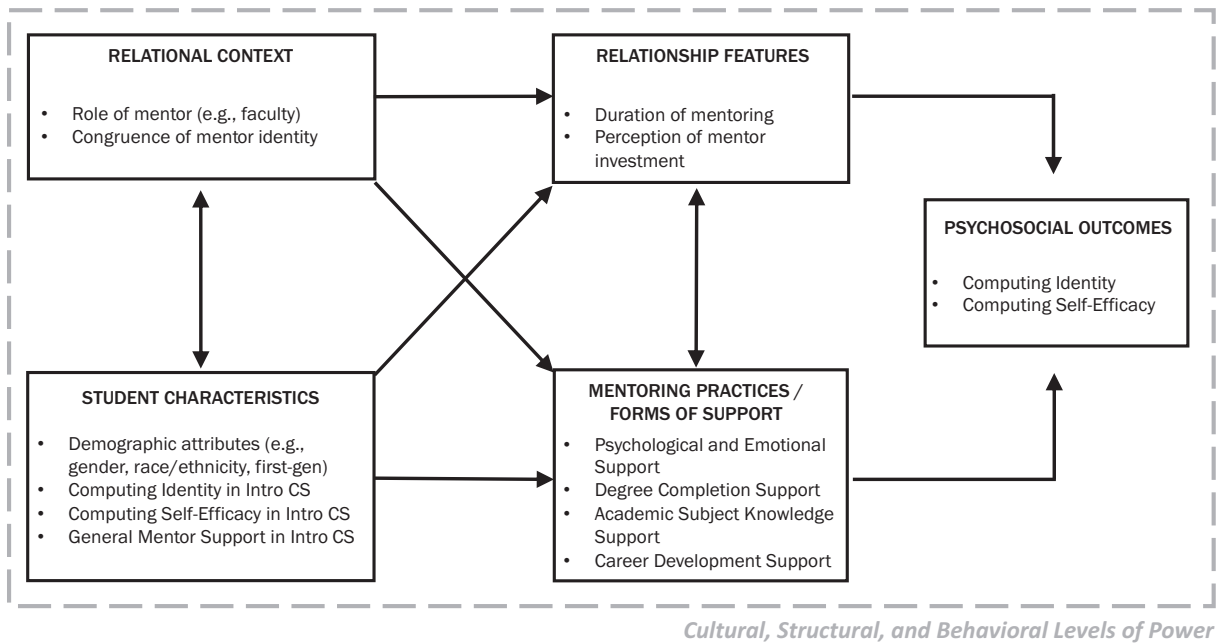 RELATIONAL CONTEXT
• Role of mentor (e.g., faculty)
• Congruence of mentor identity
RELATIONSHIP FEATURES
• Duration of mentoring
• Perception of mentor
investment
PSYCHOSOCIAL OUTCOMES
• Computing Identity
• Computing Self-Efficacy
STUDENT CHARACTERISTICS
• Demographic attributes (e.g.,
gender, race/ethnicity, first-gen)
• Computing Identity in Intro CS
• Computing Self-Efficacy in Intro CS
• General Mentor Support in Intro CS
MENTORING PRACTICES /
FORMS OF SUPPORT
• Psychological and Emotional
Support
• Degree Completion Support
• Academic Subject Knowledge
Support
• Career Development Support
Cultural, Structural, and Behavioral Levels of Power